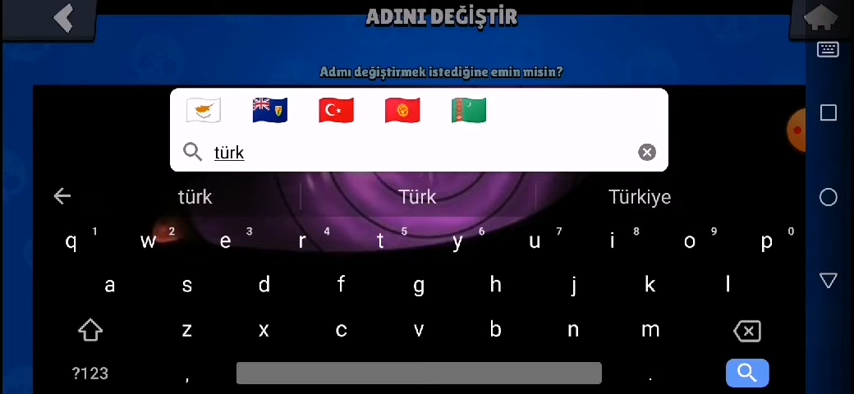 ADINI DEĞİŞTİR
Adını değiştirmek istediğine emin misin?
türk
türk Türk Türkiye
q 1 w 2 e 3 r 4 t 5 y 6 u 7 i 8 o 9 p 0
a s d f g h j k l
z x c v b n m
?123 , .